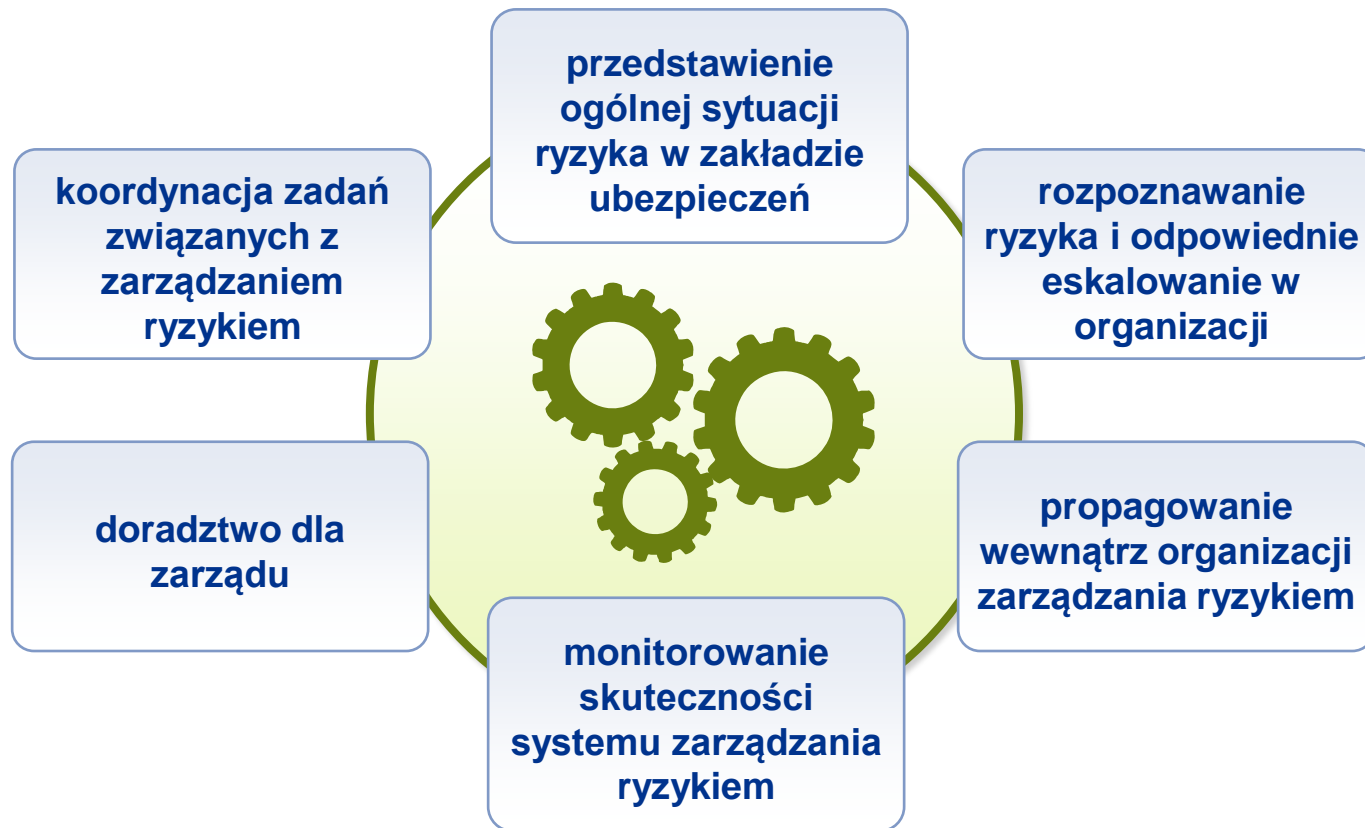 przedstawienie
ogólnej sytuacji
ryzyka w zakładzie
ubezpieczeń
koordynacja zadań
związanych z
zarządzaniem
ryzykiem
rozpoznawanie
ryzyka i odpowiednie
eskalowanie w
organizacji
doradztwo dla
zarządu
propagowanie
wewnątrz organizacji
zarządzania ryzykiem
monitorowanie
skuteczności
systemu zarządzania
ryzykiem